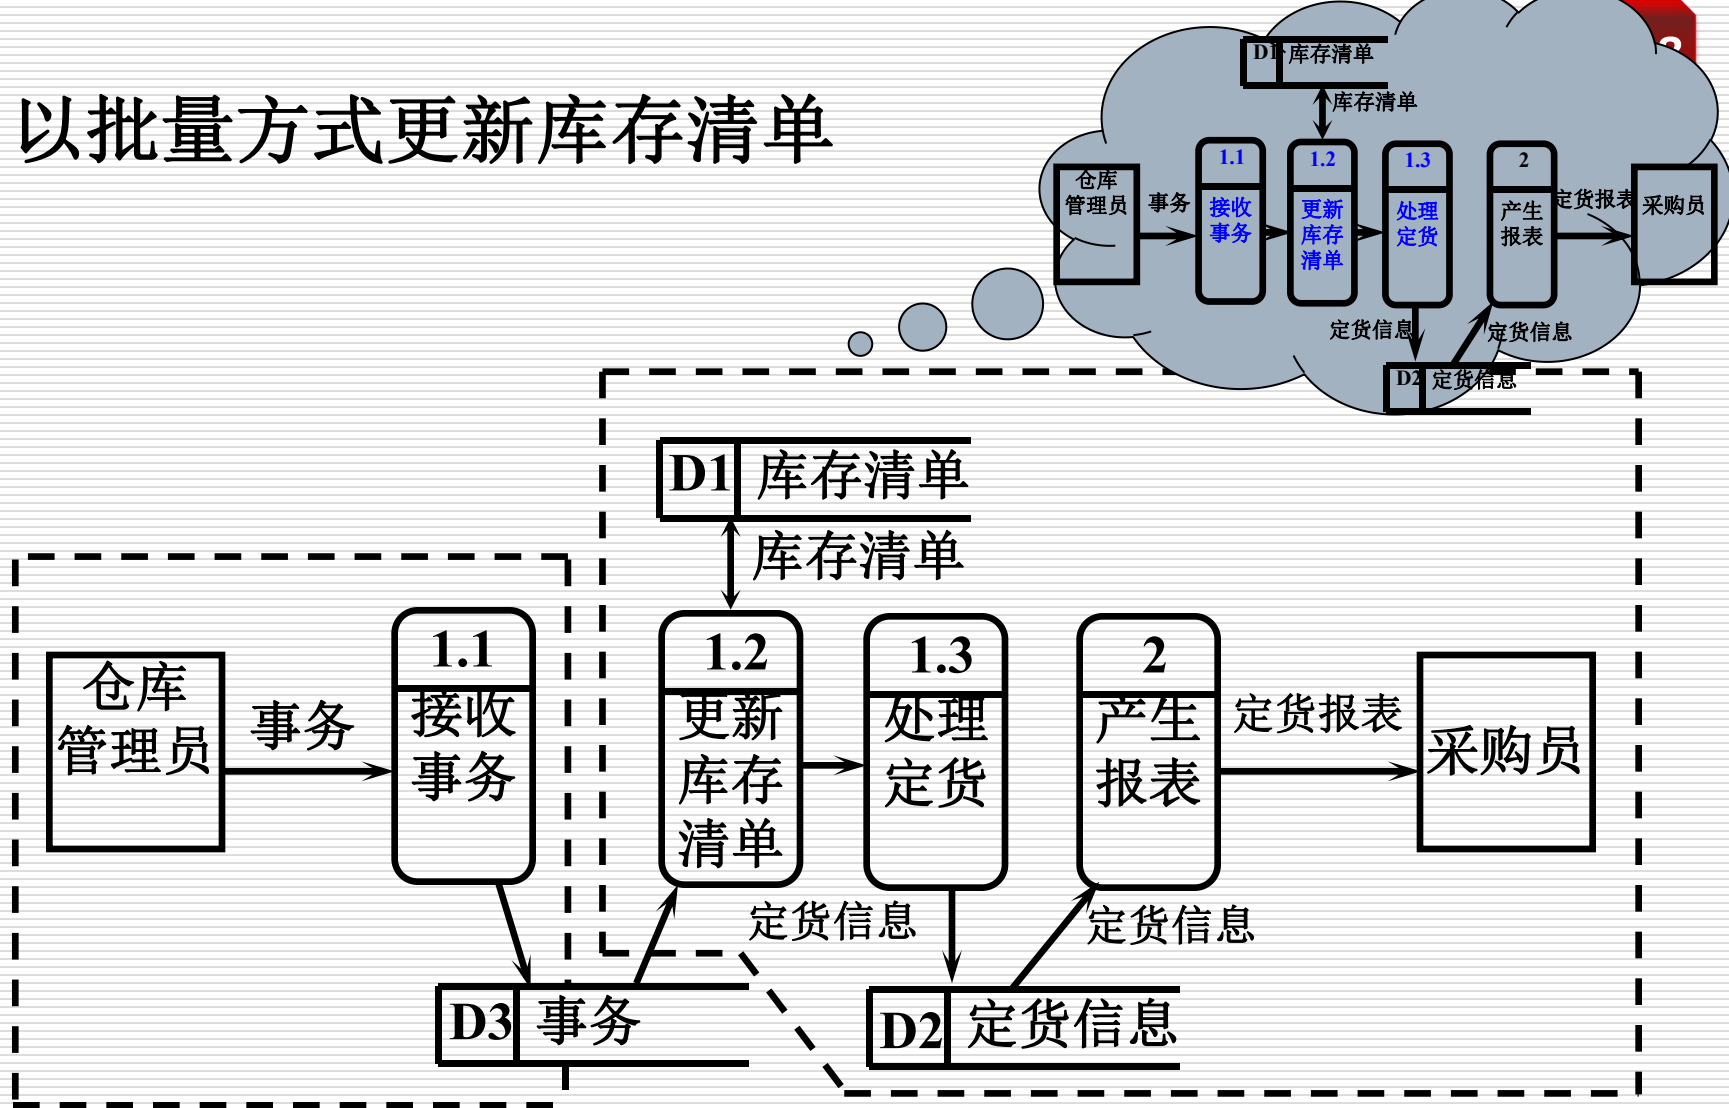 以批量方式更新库存清单
D1 库存清单
库存清单
1.1
1.2
1.3
2
仓库
管理员
事务
接收
事务
更新
库存
清单
处理
定货
产生
报表
定货报表
采购员
定货信息
定货信息
D2 定货信息
D1 库存清单
库存清单
1.1
1.2
1.3
2
仓库
管理员
事务
接收
事务
更新
库存
清单
处理
定货
产生
报表
定货报表
采购员
定货信息
定货信息
D3 事务
D2 定货信息